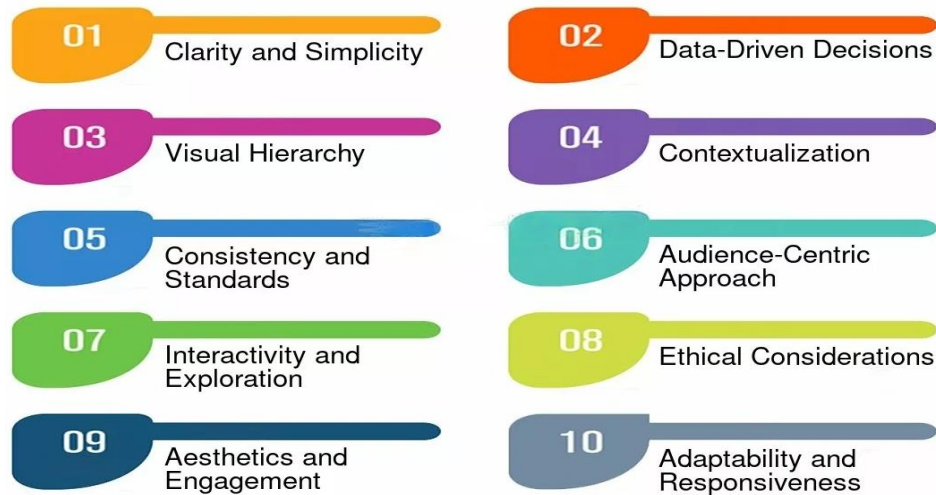 01
Clarity and Simplicity
02
Data-Driven Decisions
03
Visual Hierarchy
04
Contextualization
05
Consistency and
Standards
06
Audience-Centric
Approach
07
Interactivity and
Exploration
08
Ethical Considerations
09
Aesthetics and
Engagement
10
Adaptability and
Responsiveness